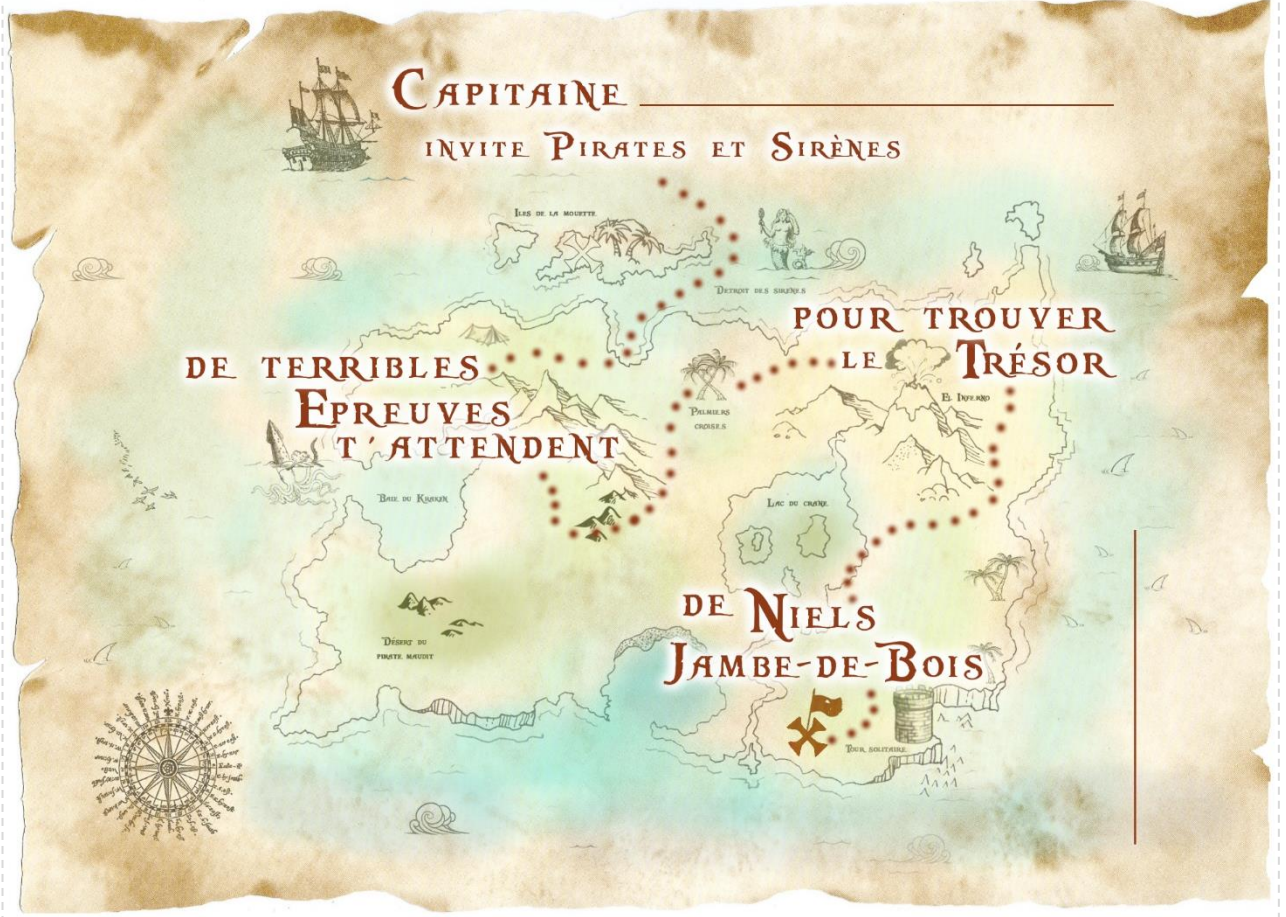 CAPITAINE
INVITE PIRATES ET SIRÈNES
ILES DE LA MOUETTE
DETROIT DES SIRÈNES
POUR TROUVER
LE TRÉSOR
DE TERRIBLES
EPREUVES
T'ATTENDENT
PALMIERS
CROISES
EL INFERNO
BAIE DU KRAKEN
LAC DU CRANE
DE NIELS
JAMBE-DE-BOIS
DÉSERT DU
PIRATE MAUDIT
TOUR SOLITAIRE